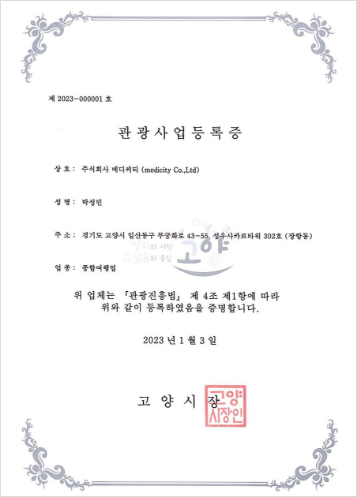 제 2023-000001 호
관광사업등록증
상 호 : 주식회사 메디씨티 (medicity Co.,Ltd)
성 명 : 박성민
주 소 : 경기도 고양시 일산동구 무궁화로 43-55, 성우사카르타워 302호 (장항동)
고양
업 종 : 종합여행업
위 업체는 『관광진흥법』 제 4조 제1항에 따라
위와 같이 등록하였음을 증명합니다.
2023 년 1 월 3 일
고 양 시 장
고양
시장인